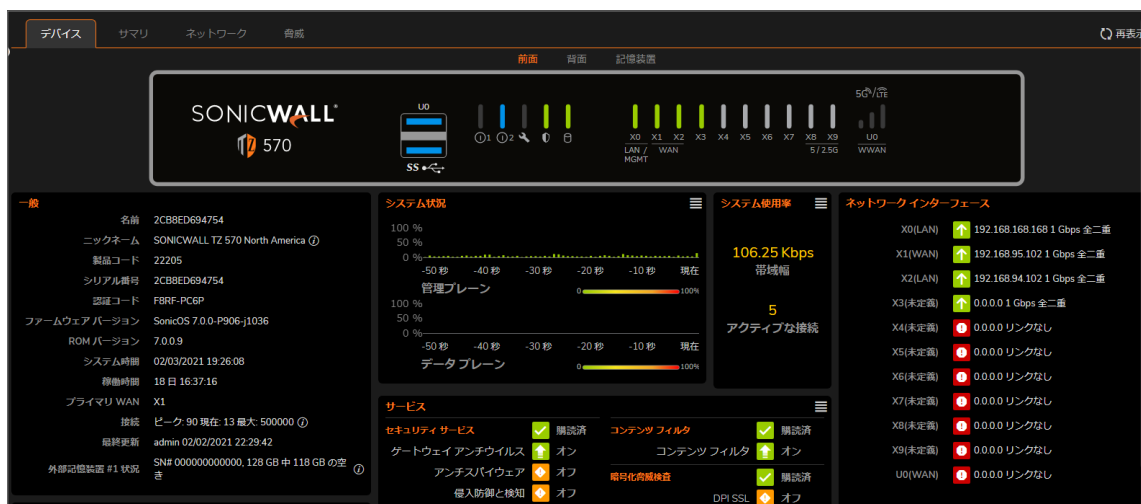 デバイス サマリ ネットワーク 脅威 再表示
前面 背面 記憶装置
SONICWALL
TZ 570
U0
SS
1 2
X0 X1 X2 X3 X4 X5 X6 X7 X8 X9
LAN / MGMT WAN 5 / 2.5G
5G/LTE
U0
WWAN
一般
名前 2CB8ED694754
ニックネーム SONICWALL TZ 570 North America
製品コード 22205
シリアル番号 2CB8ED694754
認証コード FBRF-PC6P
ファームウェア バージョン SonicOS 7.0.0-P906-j1036
ROM バージョン 7.0.0.9
システム時間 02/03/2021 19:26:08
稼働時間 18 日 16:37:16
プライマリ WAN X1
接続 ピーク: 90 現在: 13 最大: 500000
最終更新 admin 02/02/2021 22:29:42
外部記憶装置 #1 状況 SN# 000000000000, 128 GB 中 118 GB の空
き
システム状況
100 %
50 %
0 %
-50 秒 -40 秒 -30 秒 -20 秒 -10 秒 現在
管理プレーン 0 100%
100 %
50 %
0 %
-50 秒 -40 秒 -30 秒 -20 秒 -10 秒 現在
データ プレーン 0 100%
システム使用率
106.25 Kbps
帯域幅
5
アクティブな接続
ネットワーク インターフェース
X0(LAN) 192.168.168.168 1 Gbps 全二重
X1(WAN) 192.168.95.102 1 Gbps 全二重
X2(LAN) 192.168.94.102 1 Gbps 全二重
X3(未定義) 0.0.0.0 1 Gbps 全二重
X4(未定義) 0.0.0.0 リンクなし
X5(未定義) 0.0.0.0 リンクなし
X6(未定義) 0.0.0.0 リンクなし
X7(未定義) 0.0.0.0 リンクなし
X8(未定義) 0.0.0.0 リンクなし
X9(未定義) 0.0.0.0 リンクなし
U0(WAN) 0.0.0.0 リンクなし
サービス
セキュリティ サービス 購読済
ゲートウェイ アンチウイルス オン
アンチスパイウェア オフ
侵入防御と検知 オフ
コンテンツ フィルタ 購読済
コンテンツ フィルタ オン
暗号化脅威検査 購読済
DPI SSL オフ